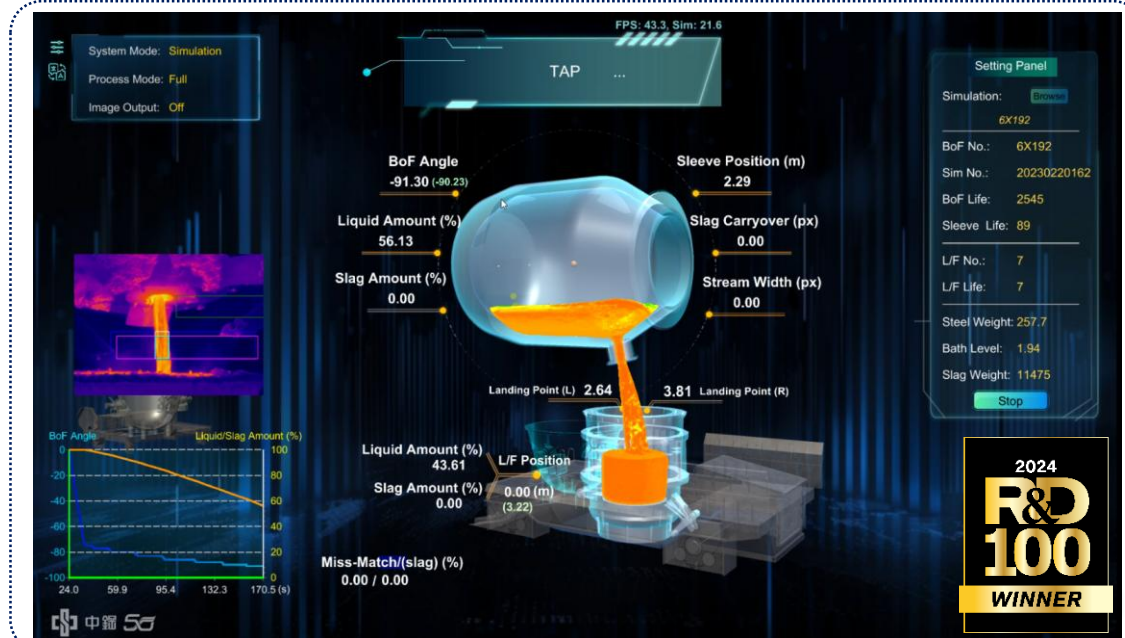 FPS: 43.3, Sim: 21.6
System Mode: Simulation
Process Mode: Full
Image Output: Off
TAP ...
Setting Panel
Simulation: Browse
6X192
BoF No.: 6X192
Sim No.: 20230220162
BoF Life: 2545
Sleeve Life: 89
L/F No.: 7
L/F Life: 7
Steel Weight: 257.7
Bath Level: 1.94
Slag Weight: 11475
Stop
BoF Angle
-91.30 (-90.23)
Liquid Amount (%)
56.13
Slag Amount (%)
0.00
Sleeve Position (m)
2.29
Slag Carryover (px)
0.00
Stream Width (px)
0.00
Landing Point (L) 2.64
3.81 Landing Point (R)
Liquid Amount (%)
43.61
Slag Amount (%)
0.00
L/F Position
0.00 (m)
(3.22)
Miss-Match/(slag) (%)
0.00 / 0.00
BoF Angle
Liquid/Slag Amount (%)
0 100
-20 80
-40 60
-60 40
-80 20
-100 0
24.0 59.9 95.4 132.3 170.5 (s)
中鋼
2024
R&D
100
WINNER